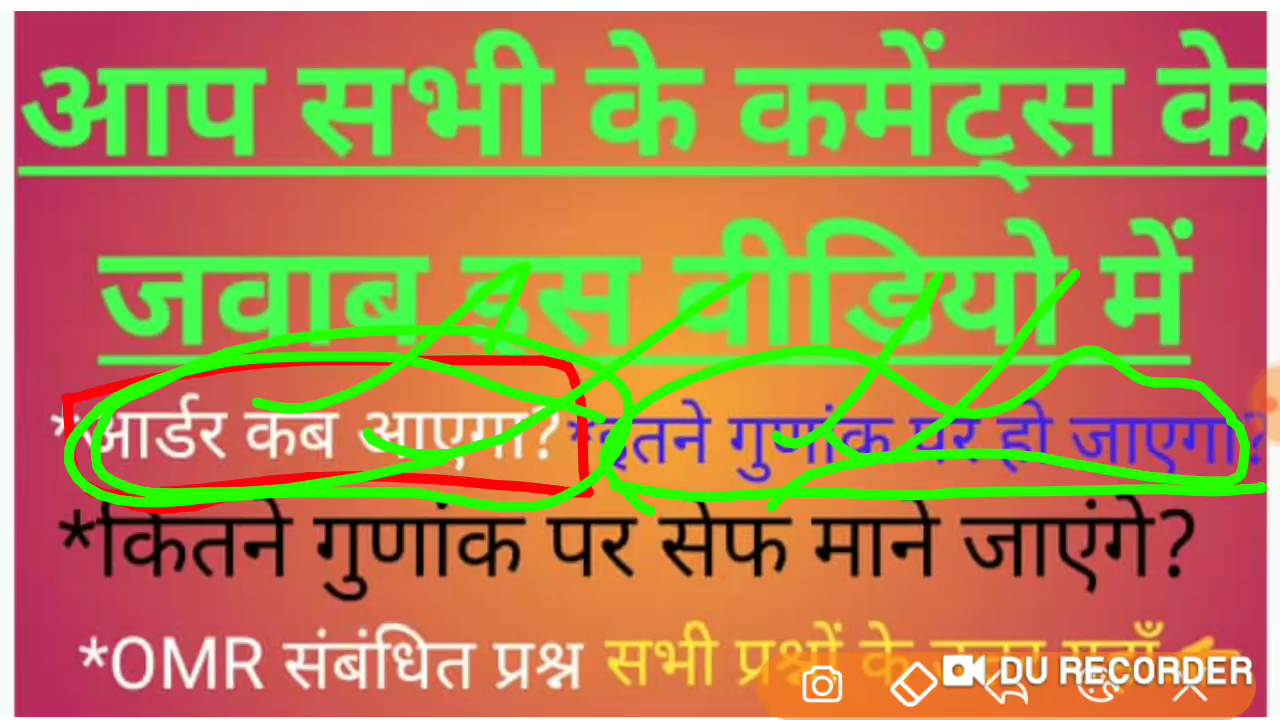 आप सभी के कमेंट्स के
जवाब इस वीडियो में
*आर्डर कब आएगा? *इतने गुणांक पर हो जाएगा?
*कितने गुणांक पर सेफ माने जाएंगे?
*OMR संबंधित प्रश्न सभी प्रश्नों के
DU RECORDER